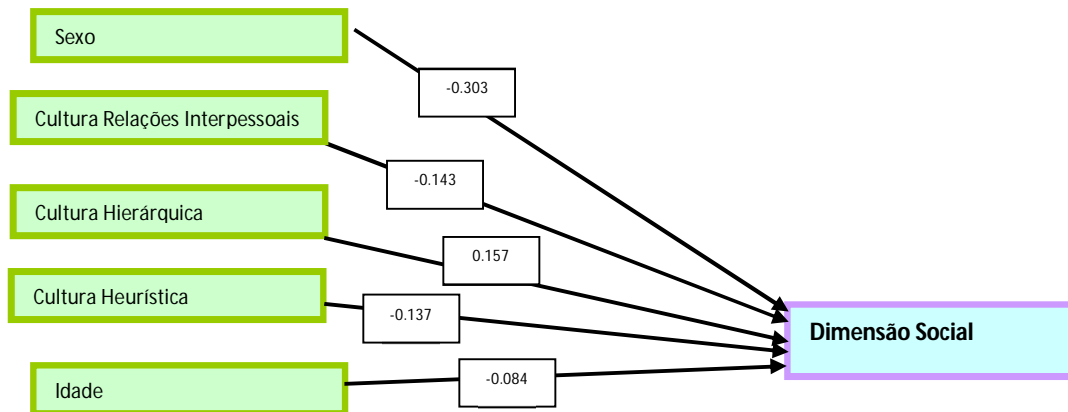 Sexo
-0.303
Cultura Relações Interpessoais
-0.143
Cultura Hierárquica
0.157
Cultura Heurística
-0.137
Dimensão Social
Idade
-0.084